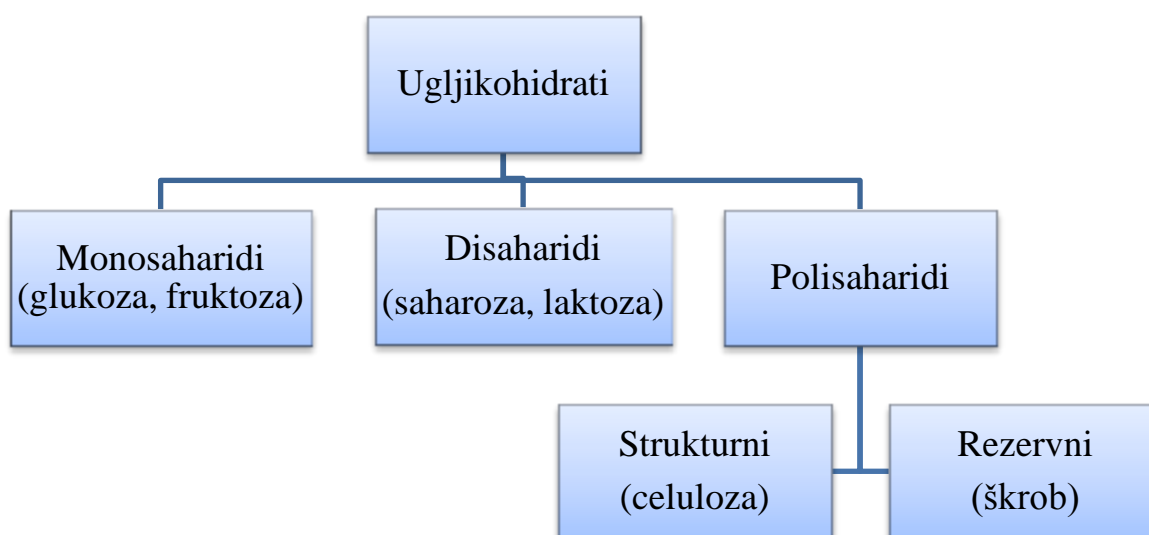 Ugljikohidrati
Monosaharidi
(glukoza, fruktoza)
Disaharidi
(saharoza, laktoza)
Polisaharidi
Strukturni
(celuloza)
Rezervni
(škrob)